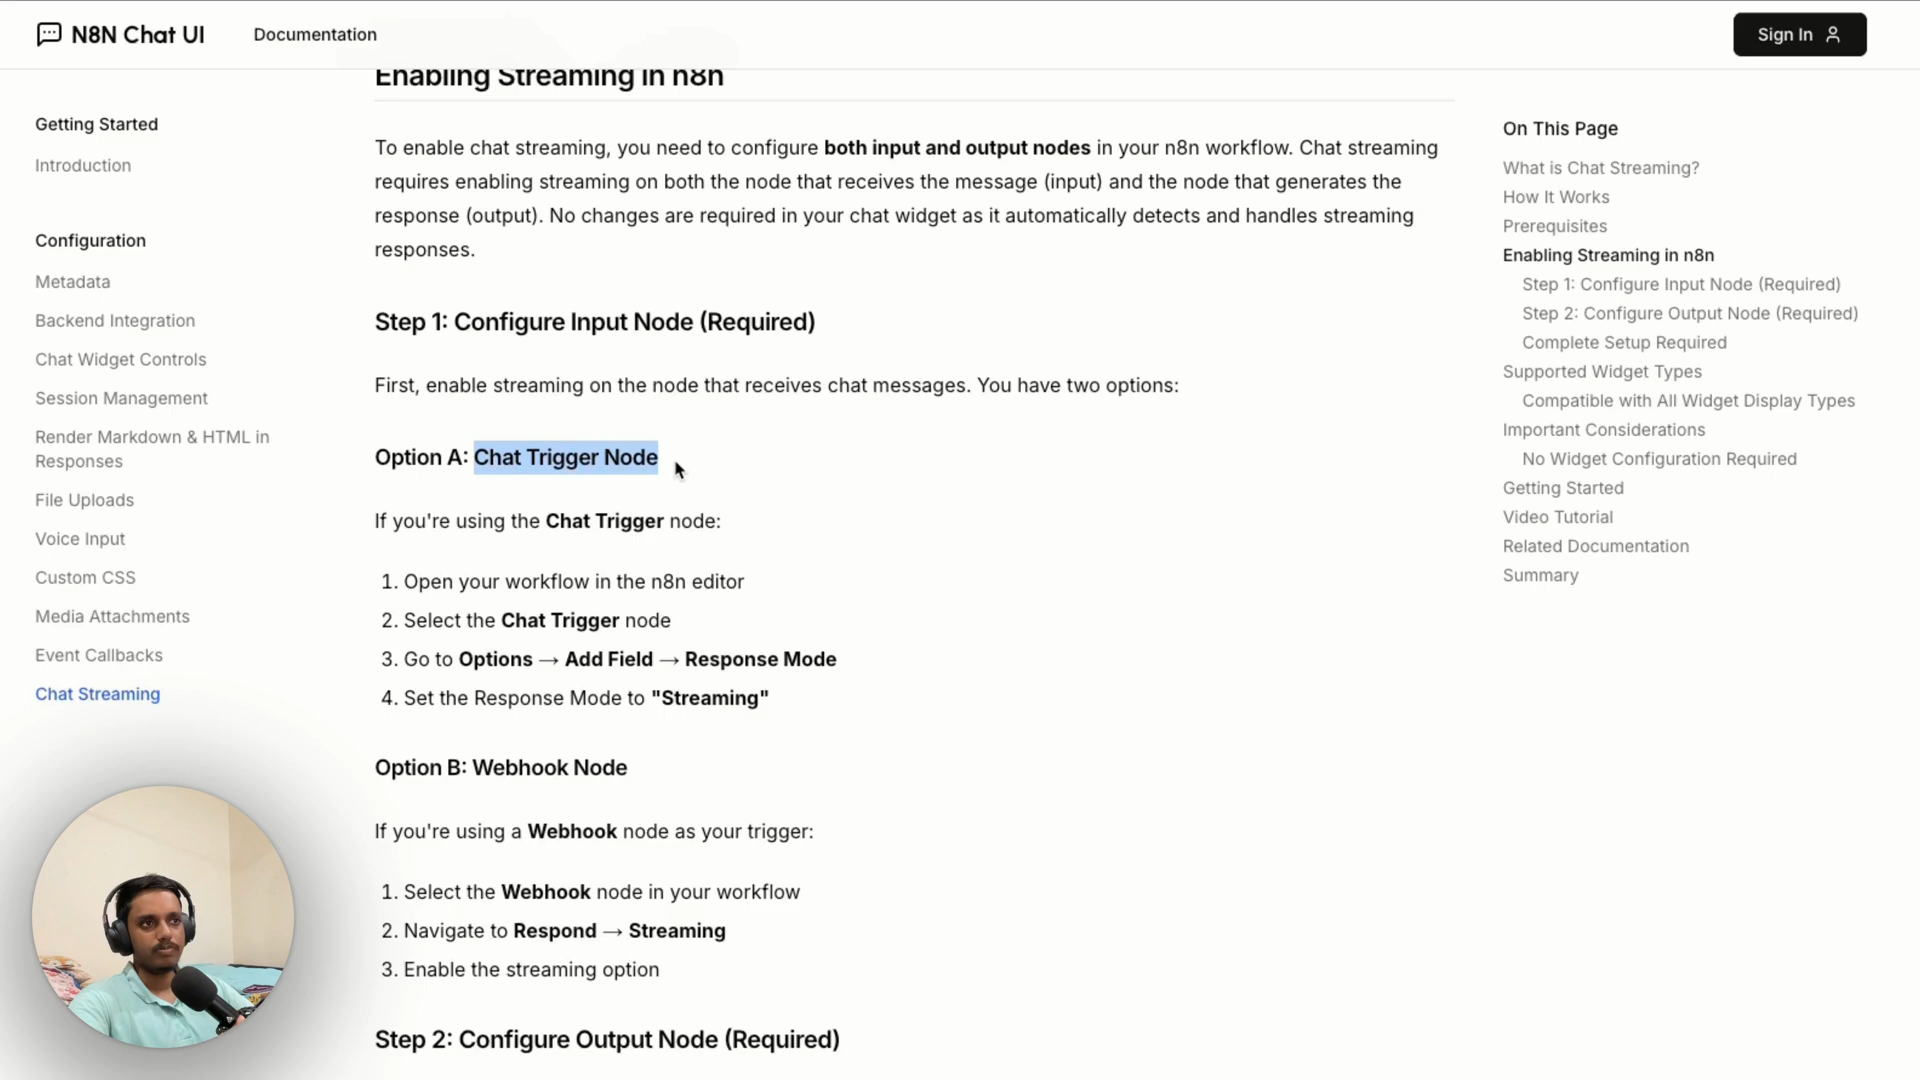 N8N Chat UI
Documentation
Sign In
Getting Started
Introduction
Configuration
Metadata
Backend Integration
Chat Widget Controls
Session Management
Render Markdown & HTML in
Responses
File Uploads
Voice Input
Custom CSS
Media Attachments
Event Callbacks
Chat Streaming
Enabling Streaming in n8n
To enable chat streaming, you need to configure both input and output nodes in your n8n workflow. Chat streaming
requires enabling streaming on both the node that receives the message (input) and the node that generates the
response (output). No changes are required in your chat widget as it automatically detects and handles streaming
responses.
Step 1: Configure Input Node (Required)
First, enable streaming on the node that receives chat messages. You have two options:
Option A: Chat Trigger Node
If you're using the Chat Trigger node:
1. Open your workflow in the n8n editor
2. Select the Chat Trigger node
3. Go to Options → Add Field → Response Mode
4. Set the Response Mode to "Streaming"
Option B: Webhook Node
If you're using a Webhook node as your trigger:
1. Select the Webhook node in your workflow
2. Navigate to Respond → Streaming
3. Enable the streaming option
Step 2: Configure Output Node (Required)
On This Page
What is Chat Streaming?
How It Works
Prerequisites
Enabling Streaming in n8n
Step 1: Configure Input Node (Required)
Step 2: Configure Output Node (Required)
Complete Setup Required
Supported Widget Types
Compatible with All Widget Display Types
Important Considerations
No Widget Configuration Required
Getting Started
Video Tutorial
Related Documentation
Summary